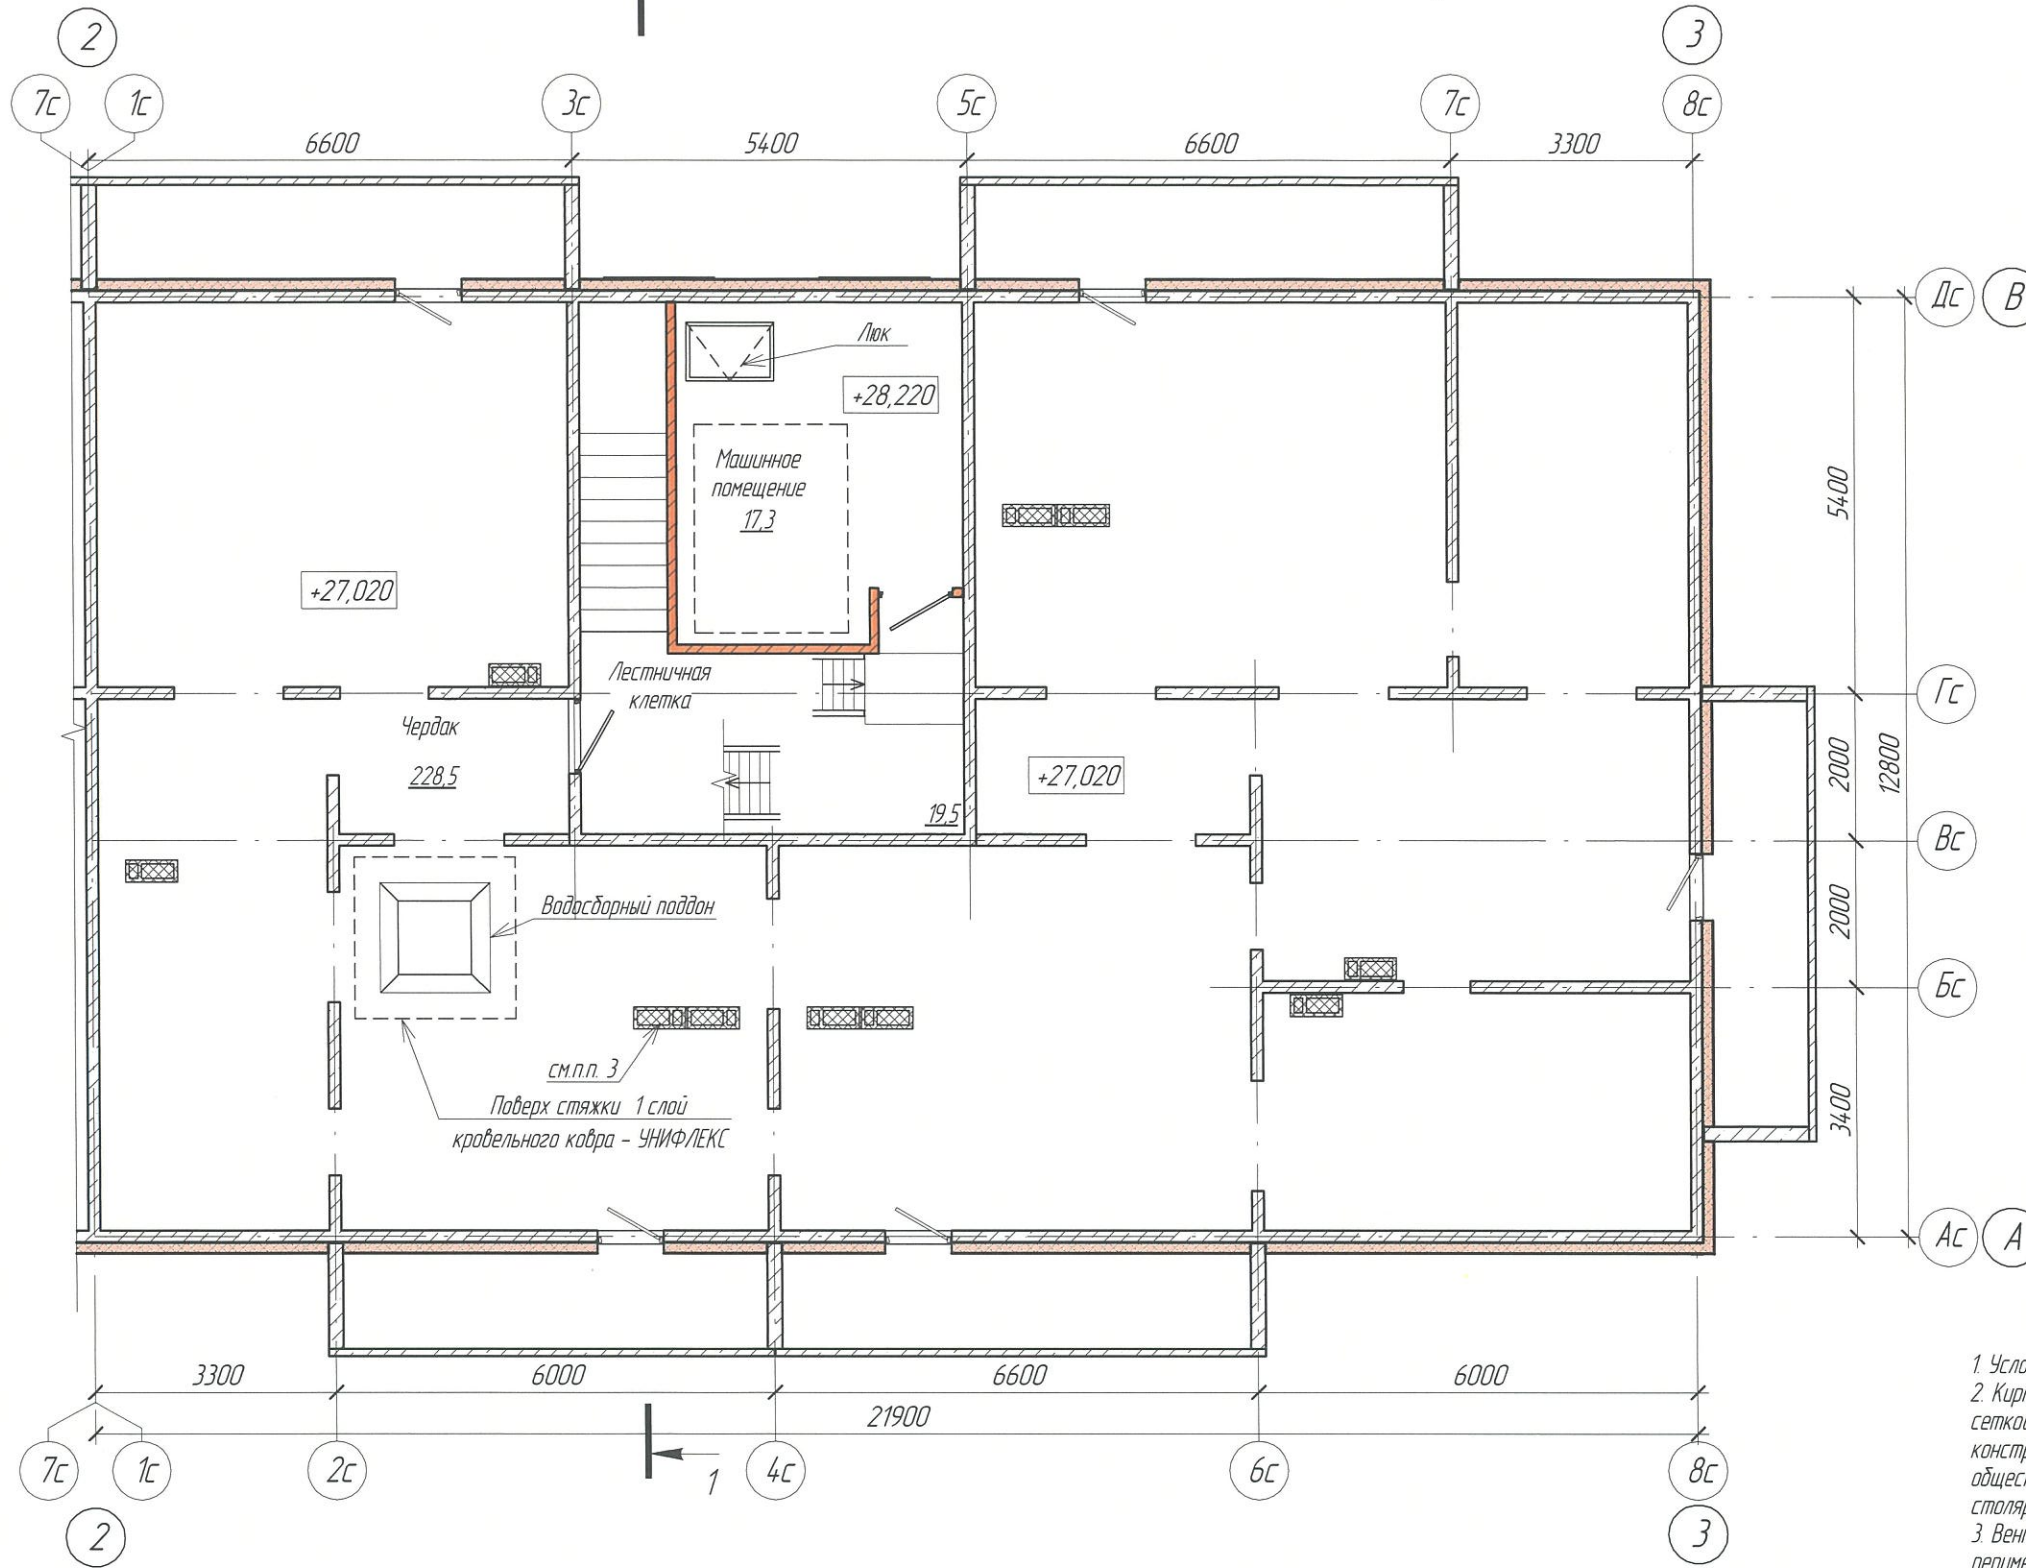 2
3
7с
1с
3с
5с
7с
8с
6600
5400
6600
3300
Дс
В
Люк
+28,220
Машинное
помещение
17,3
5400
+27,020
Лестничная
клетка
Гс
Чердак
228,5
+27,020
2000
12800
19,5
Вс
Водосборный поддон
2000
Бс
см.п.п. 3
Поверх стяжки 1 слой
кровельного ковра - УНИФЛЕКС
3400
Ас
А
3300
6000
6600
6000
21900
7с
1с
2с
1
4с
6с
8с
2
3
1.
2.
3.